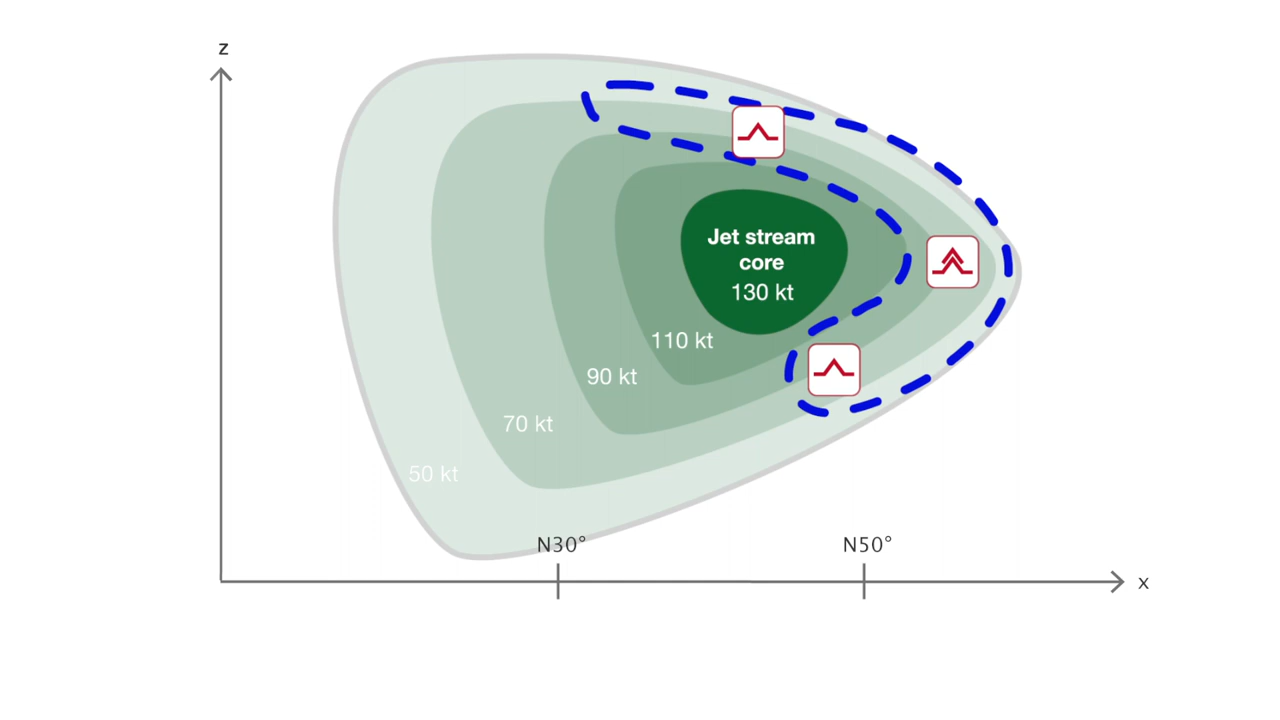 z
Jet stream
core
130 kt
110 kt
90 kt
70 kt
50 kt
N30°
N50°
x